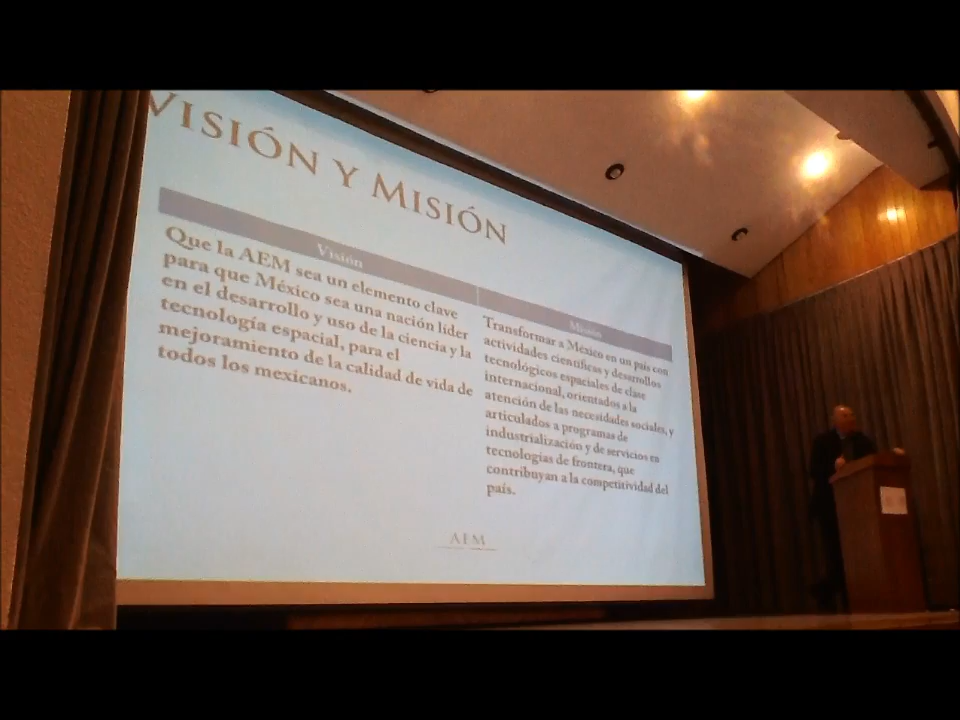 VISIÓN Y MISIÓN
Visión
Que la AEM sea un elemento clave
para que México sea una nación líder
en el desarrollo y uso de la ciencia y la
tecnología espacial, para el
mejoramiento de la calidad de vida de
todos los mexicanos.
Misión
Transformar a México en un país con
actividades científicas y desarrollos
tecnológicos espaciales de clase
internacional, orientados a la
atención de las necesidades sociales, y
articulados a programas de
industrialización y de servicios en
tecnologías de frontera, que
contribuyan a la competitividad del
país.
AEM